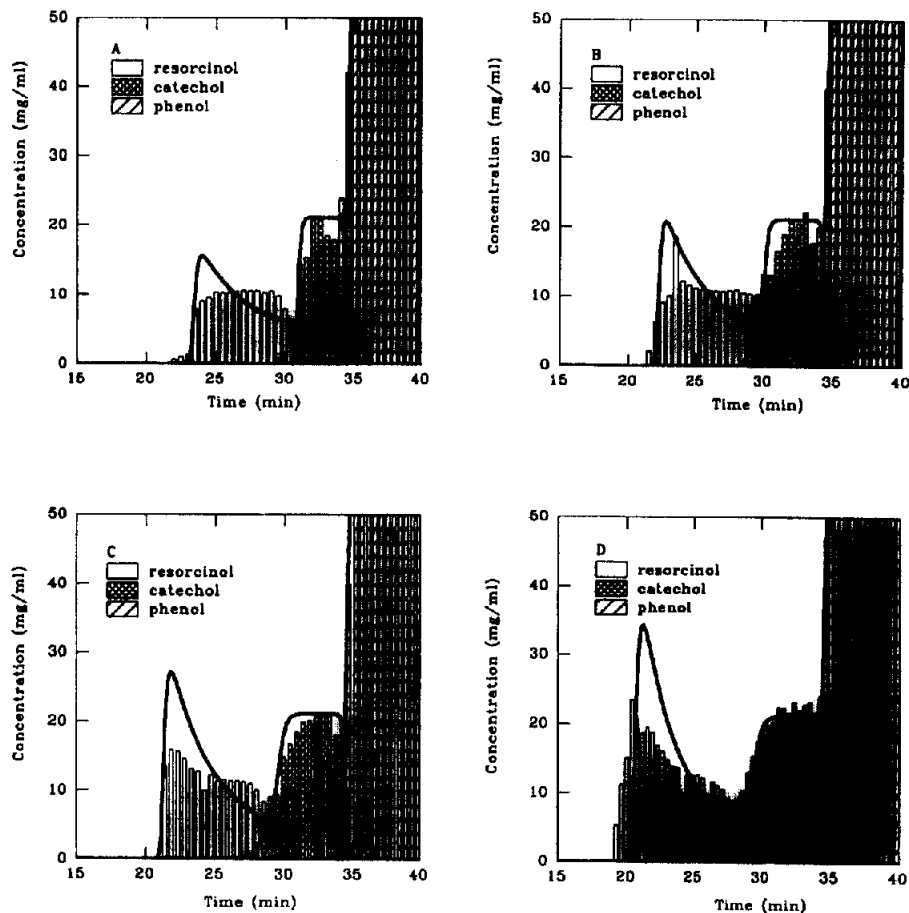 50
40
30
20
10
0
Concentration (mg/ml)
A
resorcinol
catechol
phenol
15 20 25 30 35 40
Time (min)
50
40
30
20
10
0
Concentration (mg/ml)
B
resorcinol
catechol
phenol
15 20 25 30 35 40
Time (min)
50
40
30
20
10
0
Concentration (mg/ml)
C
resorcinol
catechol
phenol
15 20 25 30 35 40
Time (min)
50
40
30
20
10
0
Concentration (mg/ml)
D
resorcinol
catechol
phenol
15 20 25 30 35 40
Time (min)